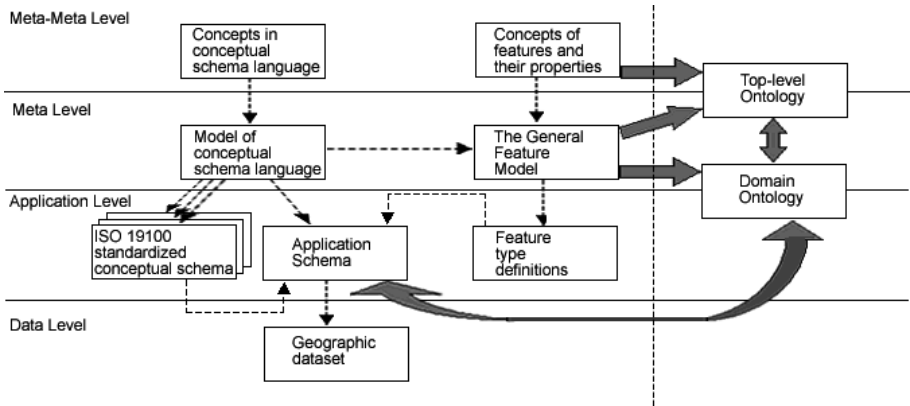 Meta-Meta Level
Concepts in
conceptual
schema language
Concepts of
features and
their properties
Top-level
Ontology
Meta Level
Model of
conceptual
schema language
The General
Feature
Model
Domain
Ontology
Application Level
ISO 19100
standardized
conceptual schema
Application
Schema
Feature
type
definitions
Data Level
Geographic
dataset